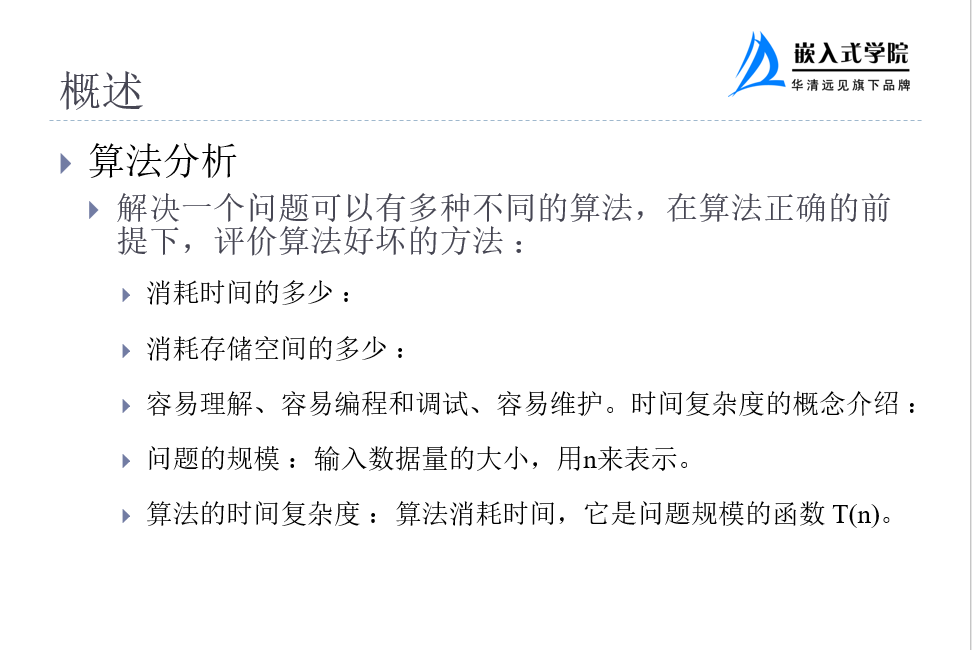 嵌入式学院
华清远见旗下品牌
概述
算法分析
解决一个问题可以有多种不同的算法，在算法正确的前
提下，评价算法好坏的方法：
消耗时间的多少：
消耗存储空间的多少：
容易理解、容易编程和调试、容易维护。时间复杂度的概念介绍：
问题的规模：输入数据量的大小，用n来表示。
算法的时间复杂度：算法消耗时间，它是问题规模的函数 T(n)。